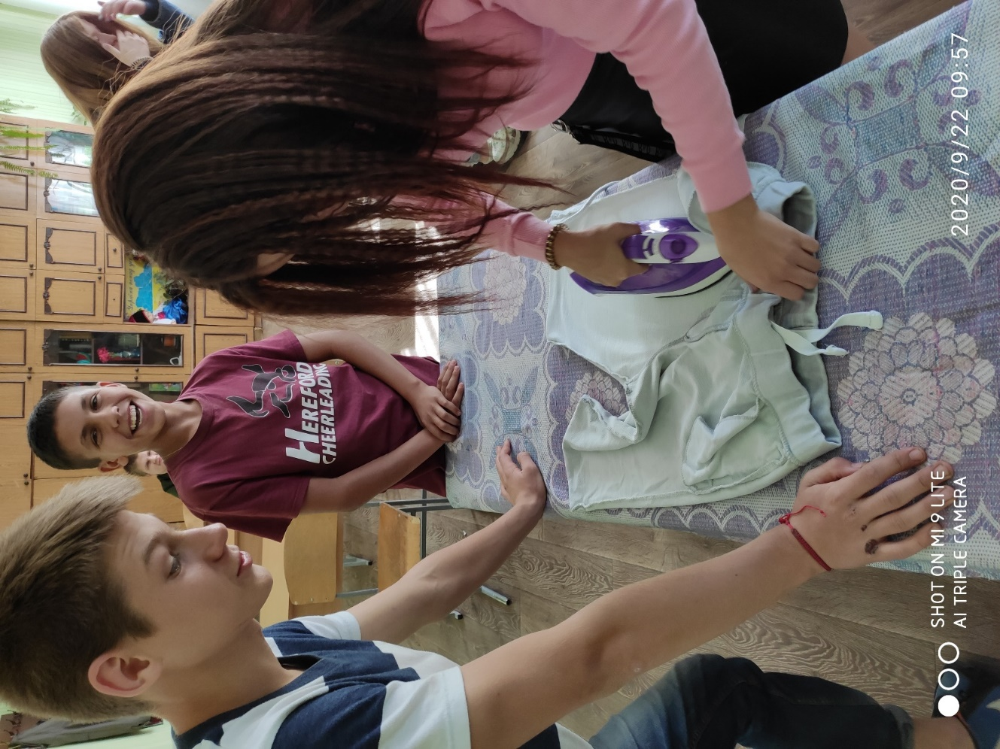 HEREFORD
CHEERLEADING
SHOT ON MI 9 LITE
AI TRIPLE CAMERA
2020/9/22 09:57